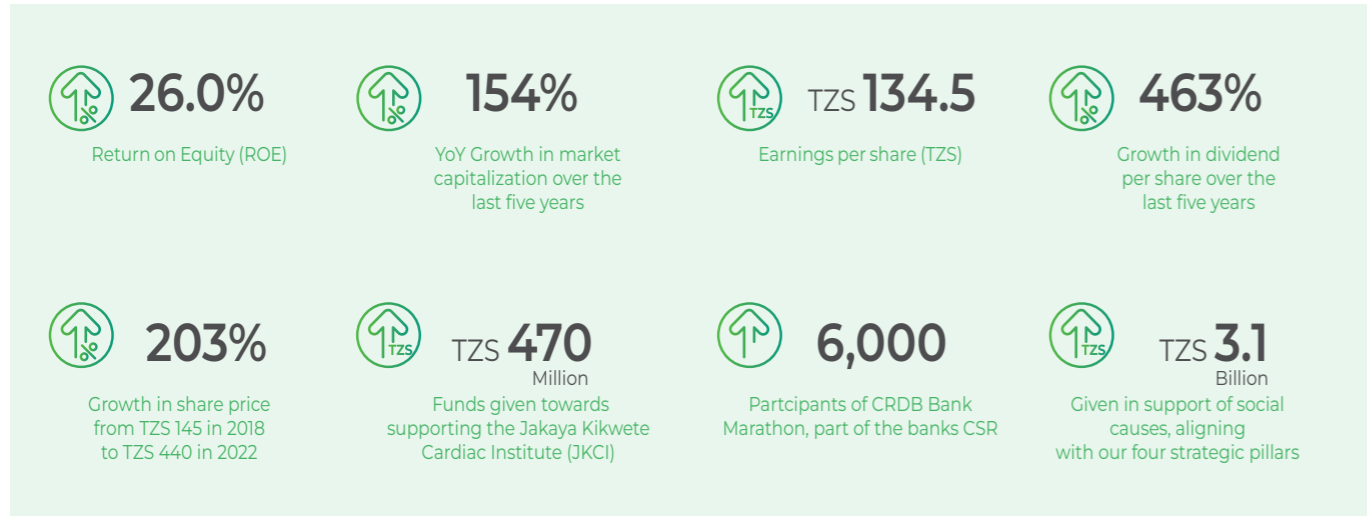 26.0%
Return on Equity (ROE)
154%
YoY Growth in market
capitalization over the
last five years
TZS
TZS 134.5
Earnings per share (TZS)
463%
Growth in dividend
per share over the
last five years
203%
Growth in share price
from TZS 145 in 2018
to TZS 440 in 2022
TZS
TZS 470
Million
Funds given towards
supporting the Jakaya Kikwete
Cardiac Institute (JKCI)
6,000
Partcipants of CRDB Bank
Marathon, part of the banks CSR
TZS
TZS 3.1
Billion
Given in support of social
causes, aligning
with our four strategic pillars